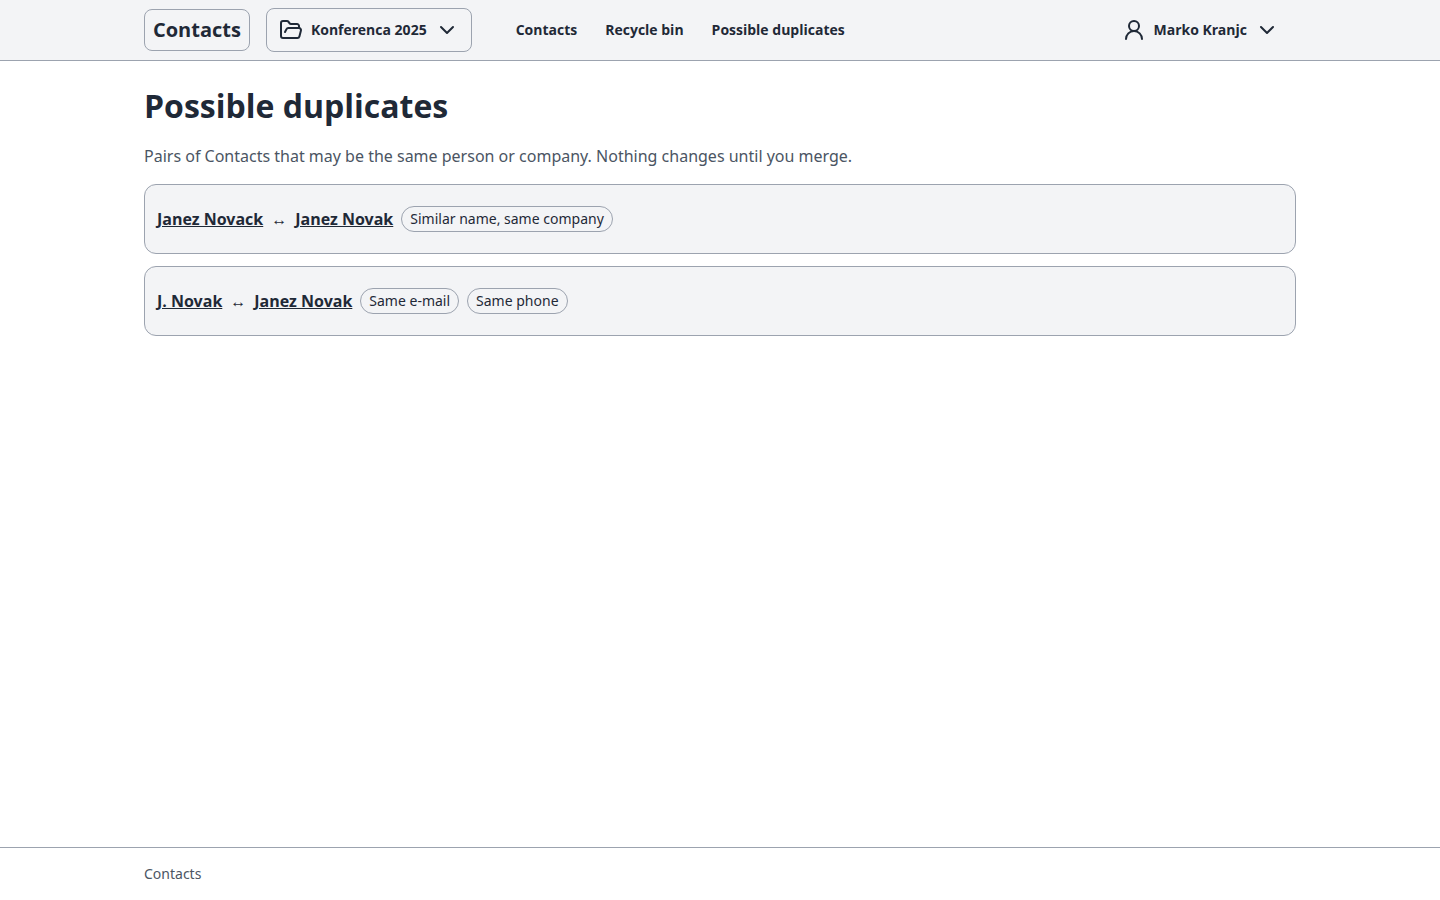 Contacts Konferenca 2025 Contacts Recycle bin Possible duplicates Marko Kranjc
Possible duplicates
Pairs of Contacts that may be the same person or company. Nothing changes until you merge.
Janez Novack ↔ Janez Novak Similar name, same company
J. Novak ↔ Janez Novak Same e-mail Same phone
Contacts